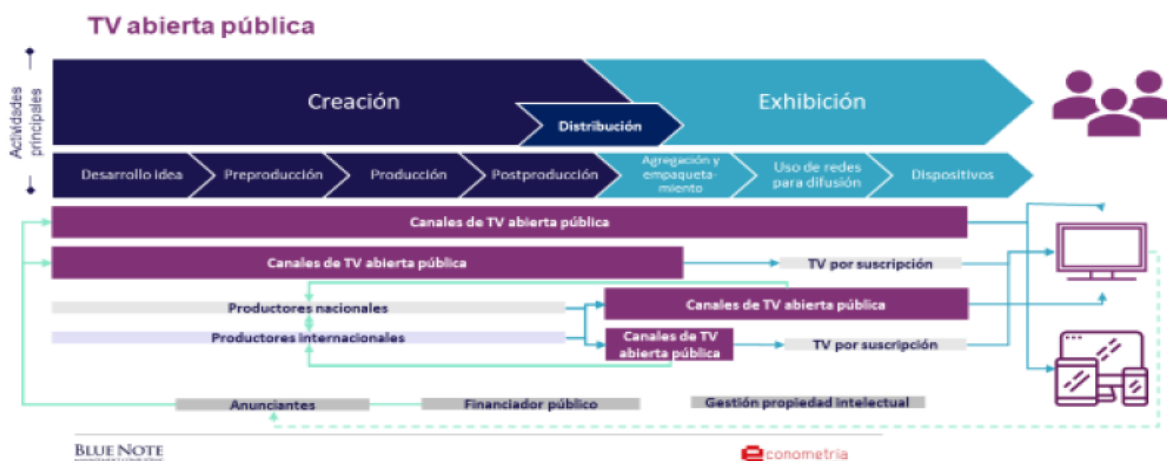 TV abierta pública
Actividades
principales
Creación
Exhibición
Distribución
Desarrollo idea
Preproducción
Producción
Postproducción
Agregación y
empaqueta-
miento
Uso de redes
para difusión
Dispositivos
Canales de TV abierta pública
Canales de TV abierta pública
TV por suscripción
Productores nacionales
Canales de TV abierta pública
Productores internacionales
Canales de TV
abierta pública
TV por suscripción
Anunciantes
Financiador público
Gestión propiedad intelectual
BLUE NOTE
MANAGEMENT CONSULTING
econometría